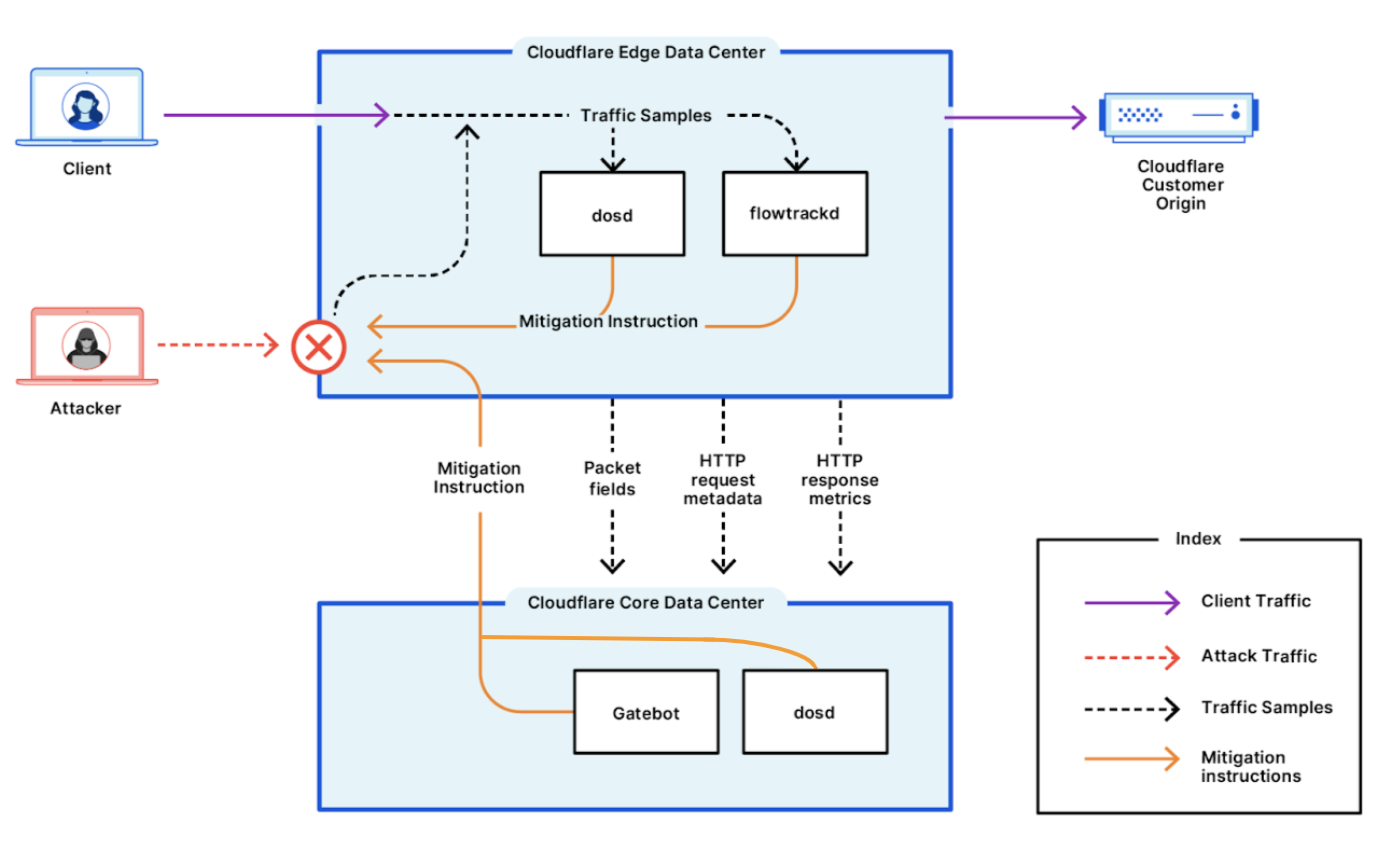 Cloudflare Edge Data Center
Client
Traffic Samples
Cloudflare
Customer
Origin
dosd
flowtrackd
Mitigation Instruction
Attacker
Mitigation
Instruction
Packet
fields
HTTP
request
metadata
HTTP
response
metrics
Cloudflare Core Data Center
Gatebot
dosd
Index
Client Traffic
Attack Traffic
Traffic Samples
Mitigation
instructions